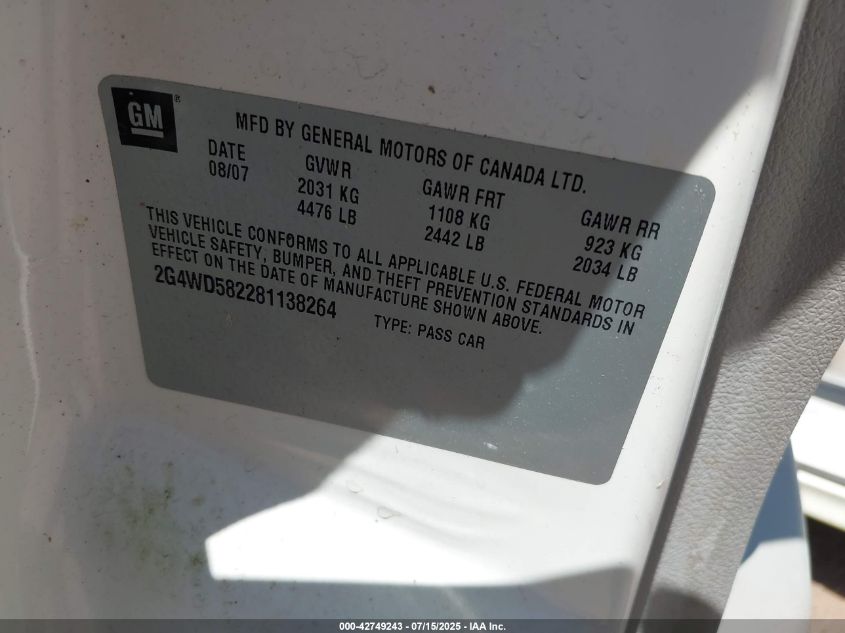 GM ®
MFD BY GENERAL MOTORS OF CANADA LTD.
DATE GVWR GAWR FRT GAWR RR
08/07 2031 KG 1108 KG 923 KG
4476 LB 2442 LB 2034 LB
THIS VEHICLE CONFORMS TO ALL APPLICABLE U.S. FEDERAL MOTOR
VEHICLE SAFETY, BUMPER, AND THEFT PREVENTION STANDARDS IN
EFFECT ON THE DATE OF MANUFACTURE SHOWN ABOVE.
2G4WD582281138264 TYPE: PASS CAR
000-42749243 - 07/15/2025 - IAA Inc.